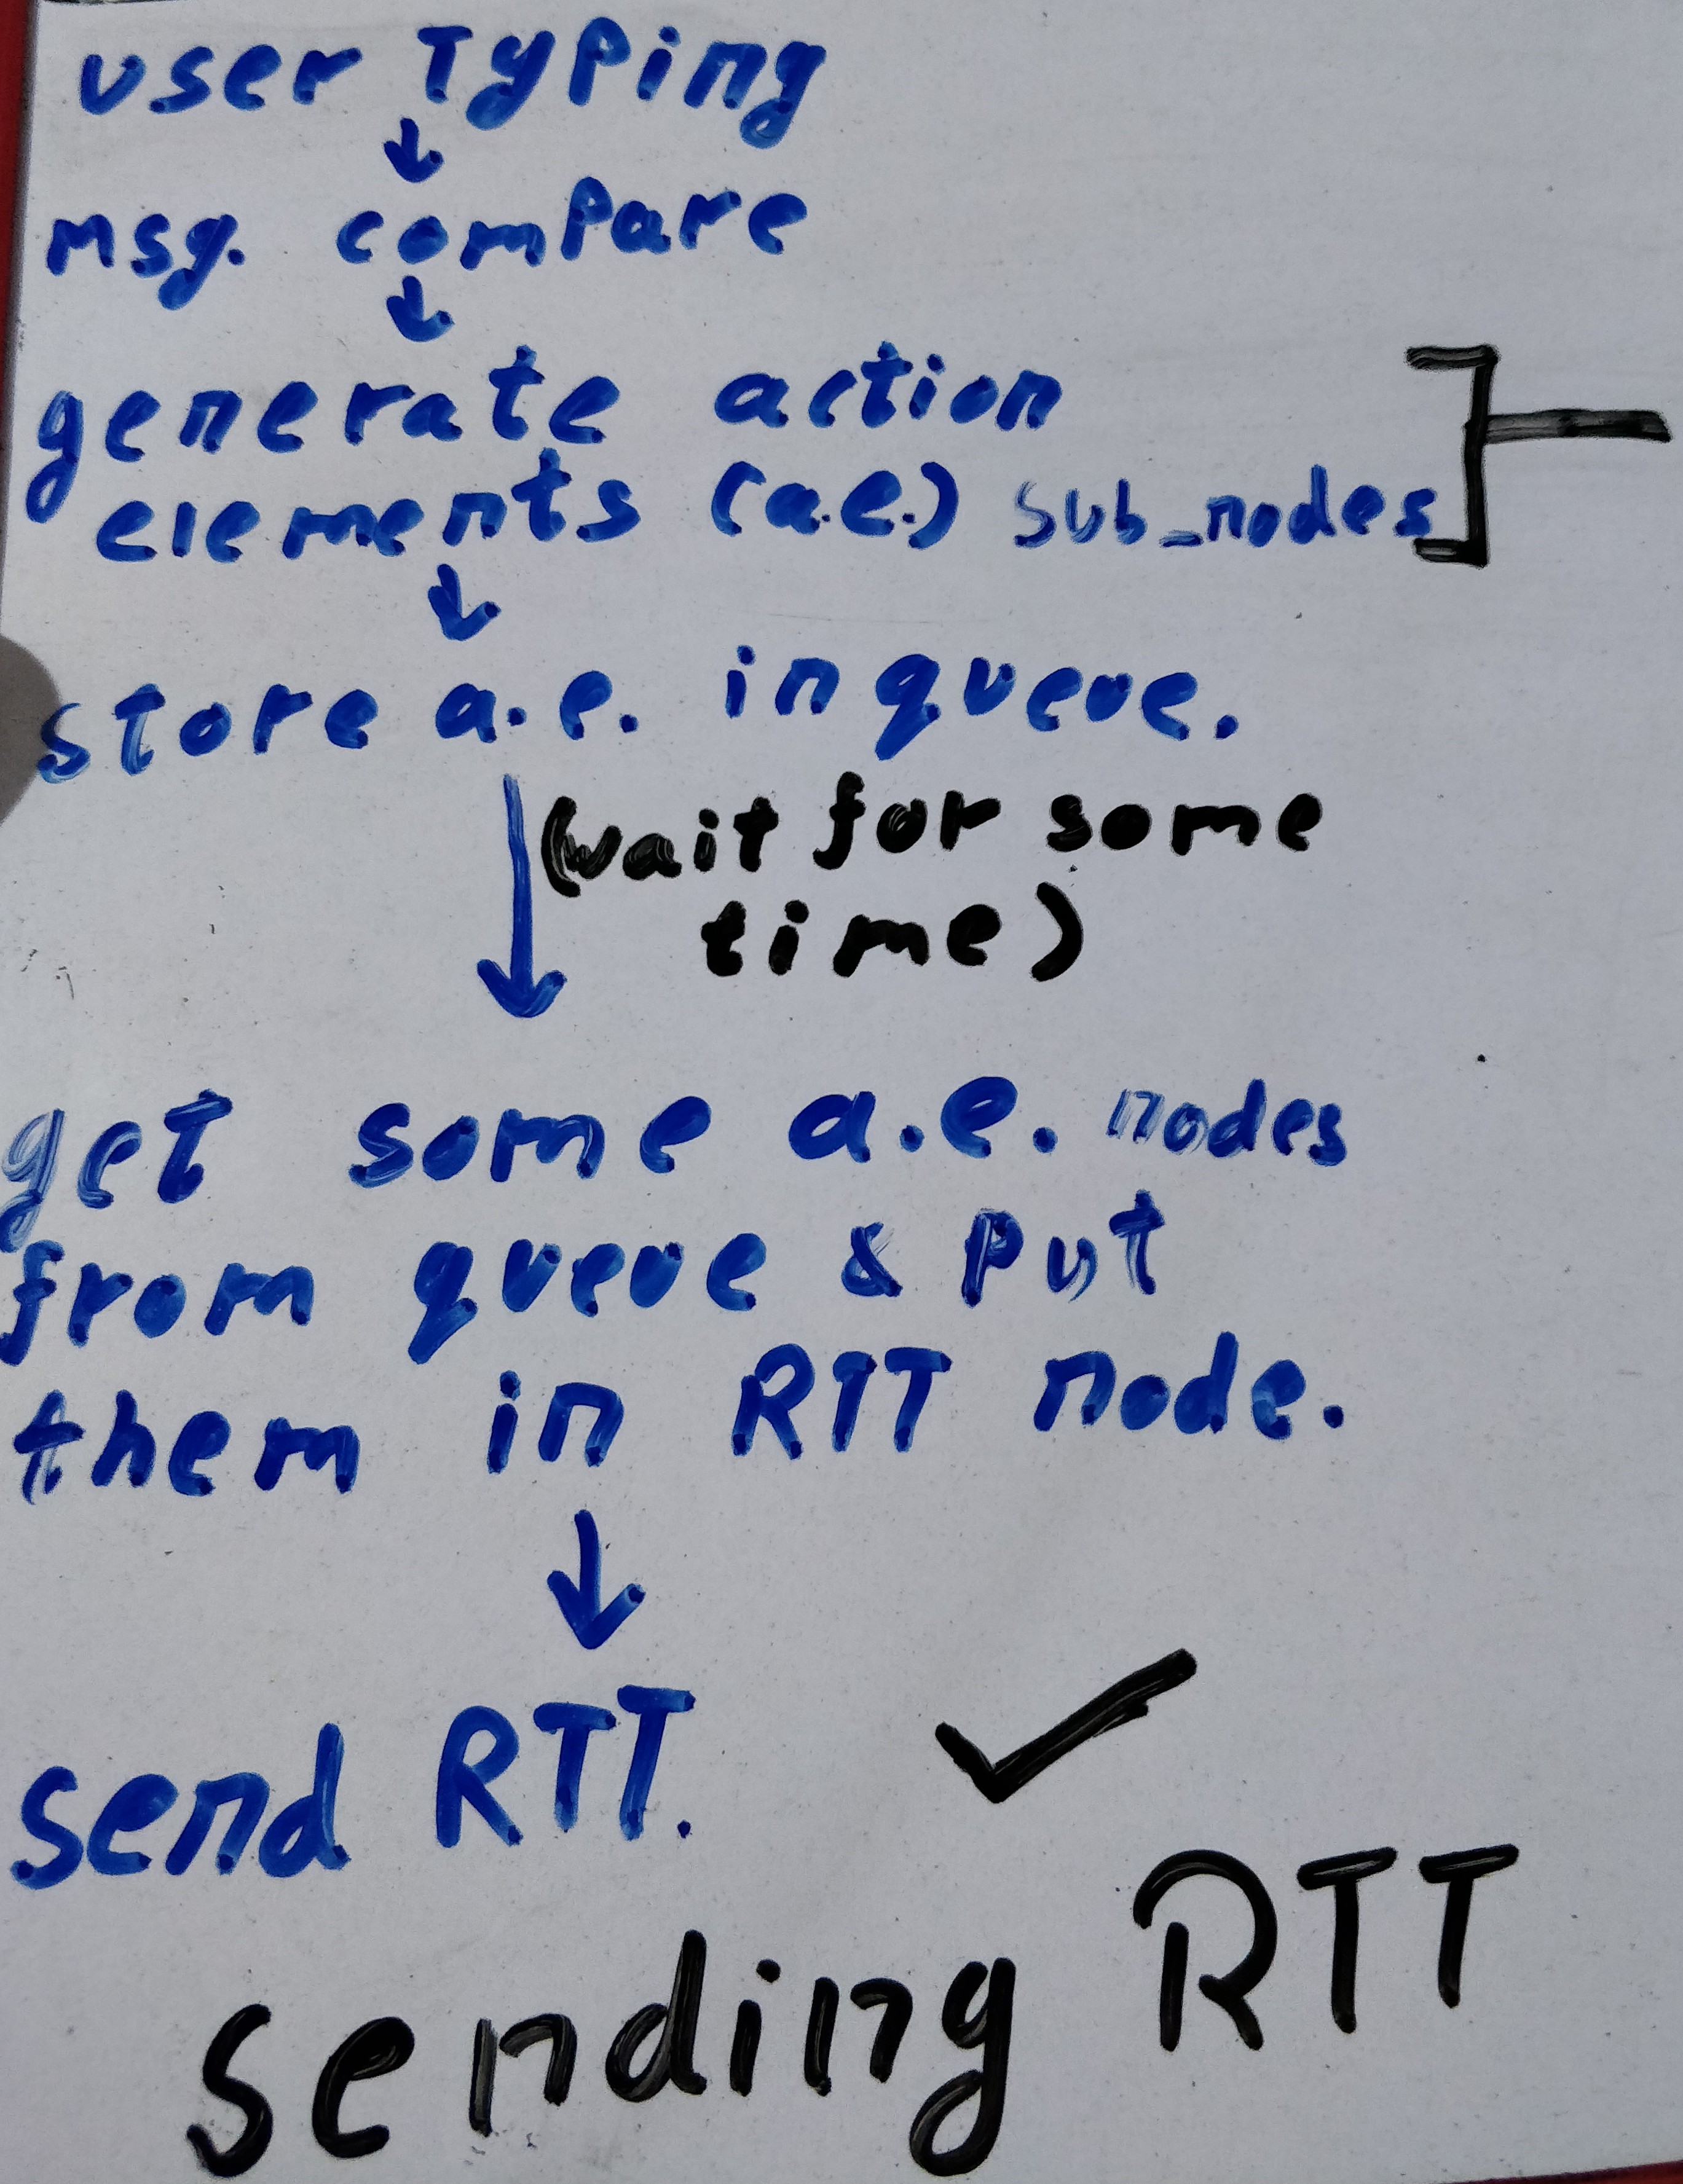 user Typing
↓
msg. compare
↓
generate action
elements (a.e.) sub_nodes
↓
store a.e. in queue.
↓ (wait for some
time)
get some a.e. nodes
from queue & put
them in RTT node.
↓
send RTT. ✓
sending RTT